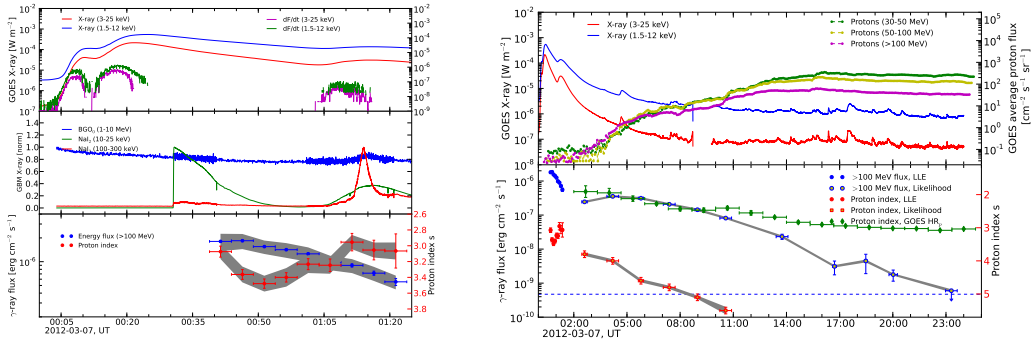 X-ray (3-25 keV)
X-ray (1.5-12 keV)
dF/dt (3-25 keV)
dF/dt (1.5-12 keV)
GOES X-ray [W m⁻²]
10⁻² 10⁻³ 10⁻⁴ 10⁻⁵ 10⁻⁶ 10⁻⁷
10⁻² 10⁻³ 10⁻⁴ 10⁻⁵ 10⁻⁶ 10⁻⁷ 10⁻⁸ 10⁻⁹
BGO₀ (1-10 MeV)
NaI₁ (10-25 keV)
NaI₁ (100-300 keV)
GBM X-Ray [norm]
1.4 1.2 1.0 0.8 0.6 0.4 0.2 0.0
Energy flux (>100 MeV)
Proton index
γ-ray flux [erg cm⁻² s⁻¹]
10⁻⁶
2.6 2.8 3.0 3.2 3.4 3.6 3.8
Proton index s
00:05 00:20 00:35 00:50 01:05 01:20
2012-03-07, UT
X-ray (3-25 keV)
X-ray (1.5-12 keV)
Protons (30-50 MeV)
Protons (50-100 MeV)
Protons (>100 MeV)
GOES X-ray [W m⁻²]
10⁻² 10⁻³ 10⁻⁴ 10⁻⁵ 10⁻⁶ 10⁻⁷ 10⁻⁸
10⁵ 10⁴ 10³ 10² 10¹ 10⁰ 10⁻¹
GOES average proton flux
[cm⁻² s⁻¹ sr⁻¹]
>100 MeV flux, LLE
>100 MeV flux, Likelihood
Proton index, LLE
Proton index, Likelihood
Proton index, GOES HR
γ-ray flux [erg cm⁻² s⁻¹]
10⁻⁶ 10⁻⁷ 10⁻⁸ 10⁻⁹ 10⁻¹⁰
2 3 4 5
Proton index s
02:00 05:00 08:00 11:00 14:00 17:00 20:00 23:00
2012-03-07, UT